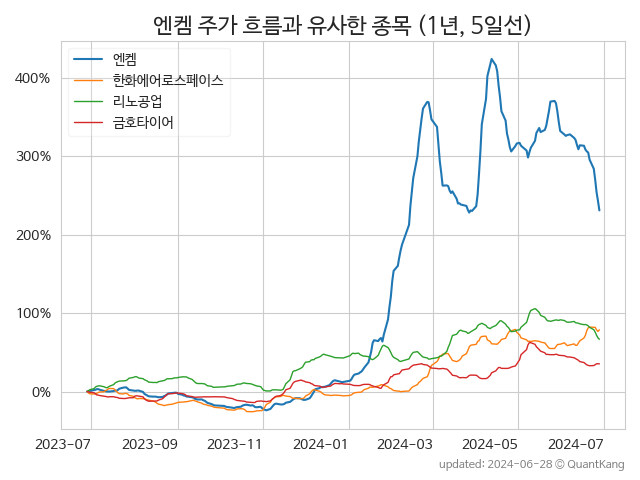 엔켐 주가 흐름과 유사한 종목 (1년, 5일선)
엔켐
한화에어로스페이스
리노공업
금호타이어
400%
300%
200%
100%
0%
2023-07 2023-09 2023-11 2024-01 2024-03 2024-05 2024-07
updated: 2024-06-28 © QuantKang